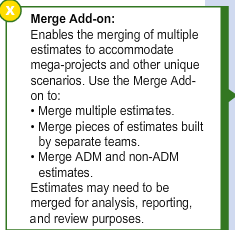 X
Merge Add-on:
Enables the merging of multiple
estimates to accommodate
mega-projects and other unique
scenarios. Use the Merge Add-
on to:
• Merge multiple estimates.
• Merge pieces of estimates built
by separate teams.
• Merge ADM and non-ADM
estimates.
Estimates may need to be
merged for analysis, reporting,
and review purposes.